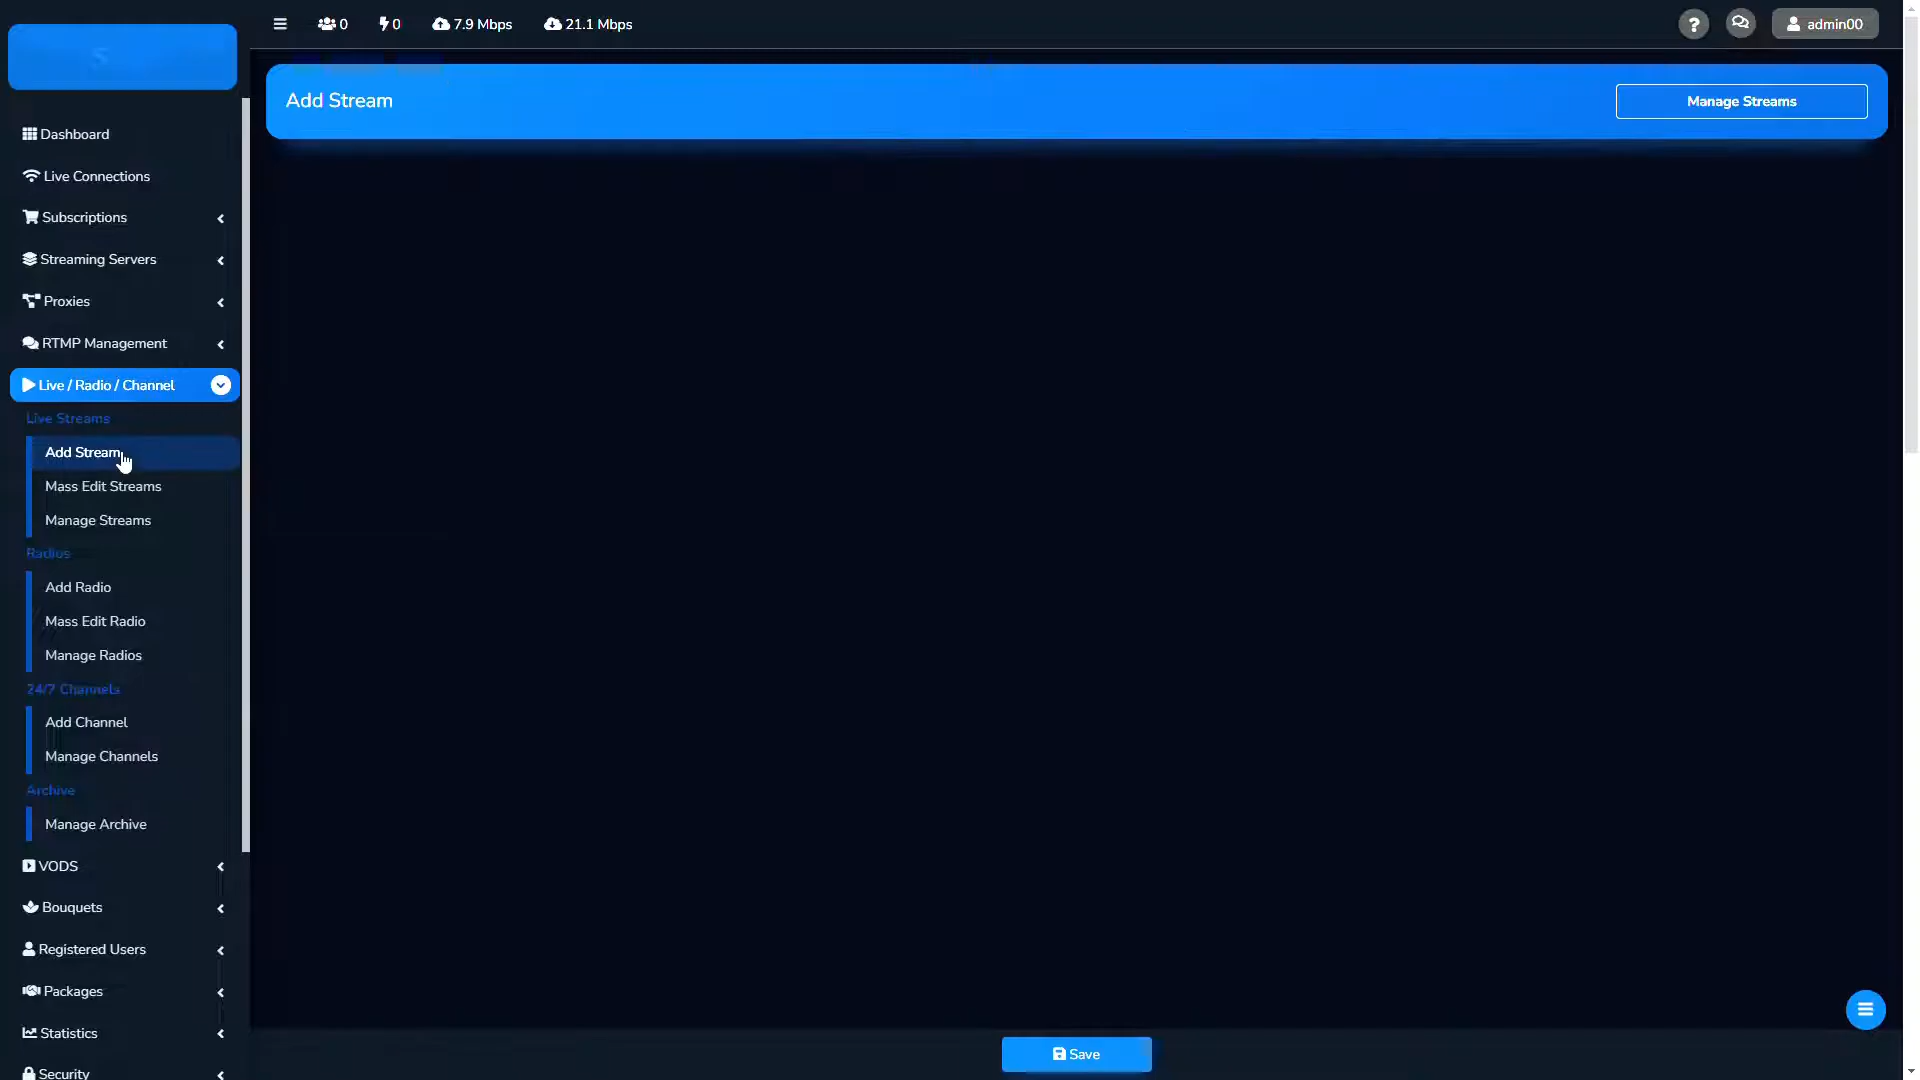 0
0
7.9 Mbps
21.1 Mbps
?
admin00
S
Add Stream
Manage Streams
Dashboard
Live Connections
Subscriptions
Streaming Servers
Proxies
RTMP Management
Live / Radio / Channel
Live Streams
Add Stream
Mass Edit Streams
Manage Streams
Radios
Add Radio
Mass Edit Radio
Manage Radios
24/7 Channels
Add Channel
Manage Channels
Archive
Manage Archive
VODS
Bouquets
Registered Users
Packages
Statistics
Security
Save